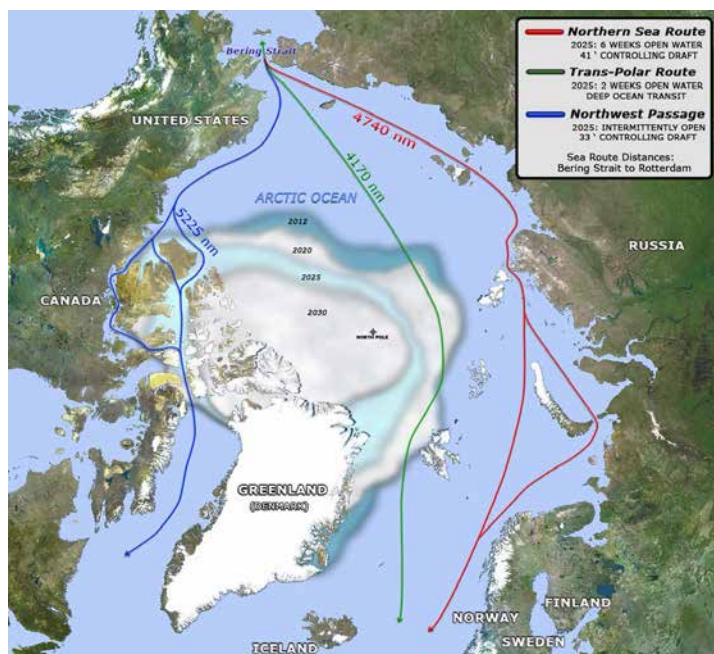 Northern Sea Route
2025: 6 WEEKS OPEN WATER
41 ' CONTROLLING DRAFT
Trans-Polar Route
2025: 2 WEEKS OPEN WATER
DEEP OCEAN TRANSIT
Northwest Passage
2025: INTERMITTENTLY OPEN
33 ' CONTROLLING DRAFT
Sea Route Distances:
Bering Strait to Rotterdam
Bering Strait
UNITED STATES
4740 nm
4170 nm
5225 nm
ARCTIC OCEAN
2012
2020
2025
2030
NORTH POLE
RUSSIA
CANADA
GREENLAND
(DENMARK)
NORWAY
FINLAND
SWEDEN
ICELAND